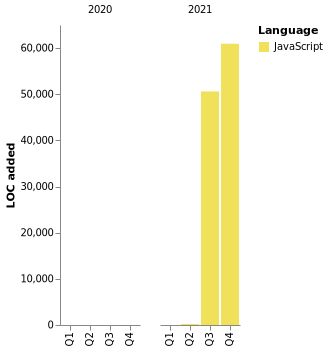 2020 2021
Language
JavaScript
LOC added
60,000
50,000
40,000
30,000
20,000
10,000
0
Q1 Q2 Q3 Q4 Q1 Q2 Q3 Q4